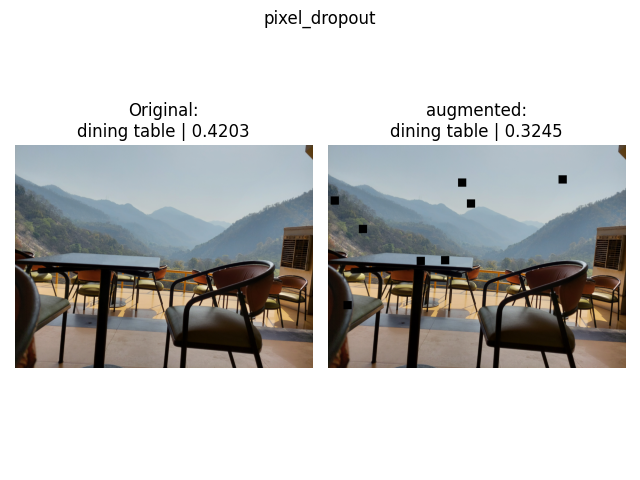 pixel_dropout
Original:
dining table | 0.4203
augmented:
dining table | 0.3245